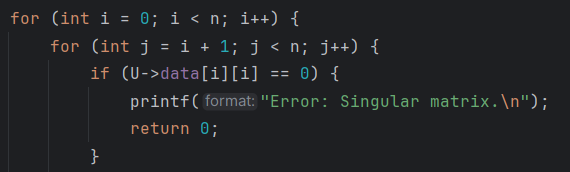 for (int i = 0; i < n; i++) {
    for (int j = i + 1; j < n; j++) {
        if (U->data[i][i] == 0) {
            printf( format: "Error: Singular matrix.\n");
            return 0;
        }